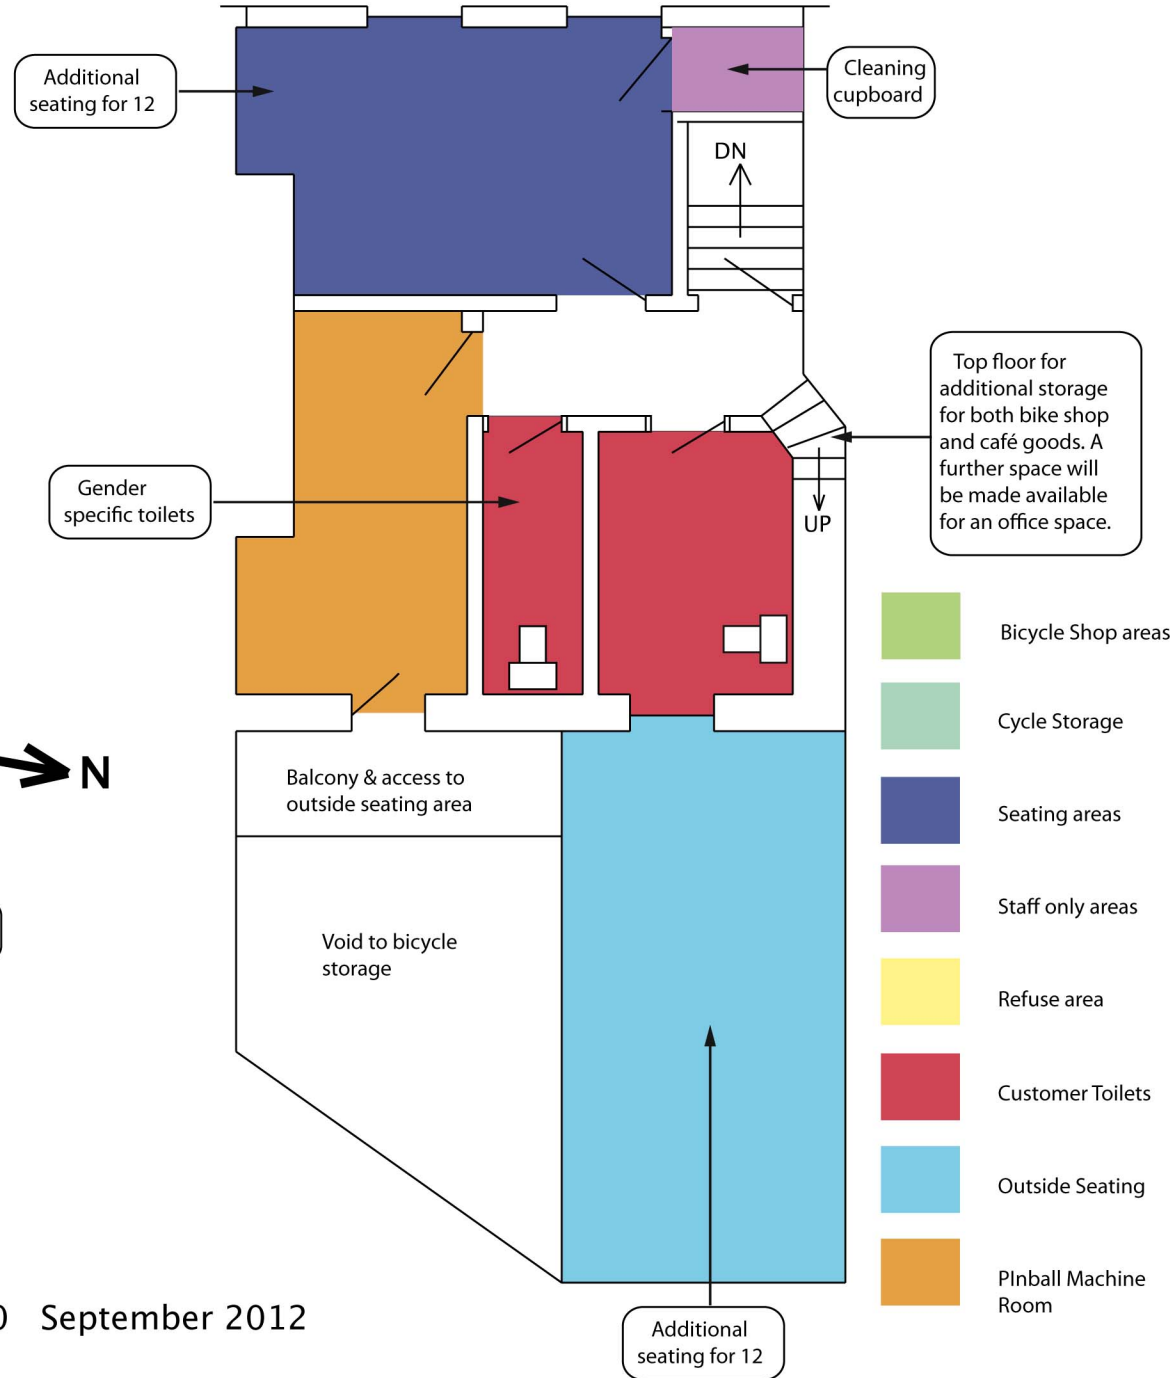 Additional
seating for 12
Cleaning
cupboard
DN
Top floor for
additional storage
for both bike shop
and café goods. A
further space will
be made available
for an office space.
Gender
specific toilets
UP
Bicycle Shop areas
Cycle Storage
Seating areas
Staff only areas
Refuse area
Customer Toilets
Outside Seating
PInball Machine
Room
N
Balcony & access to
outside seating area
Void to bicycle
storage
0 September 2012
Additional
seating for 12